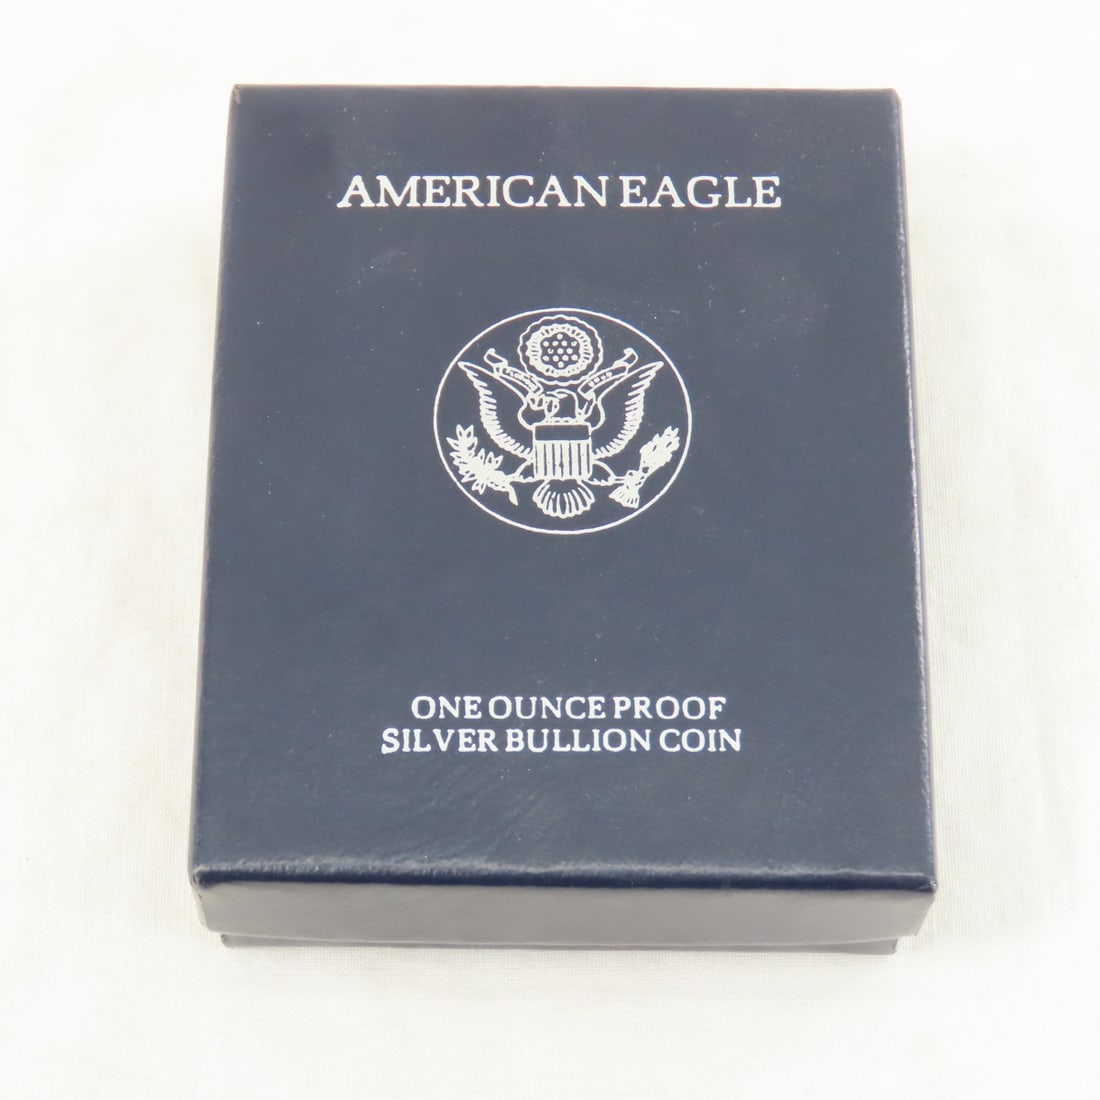 AMERICAN EAGLE
ONE OUNCE PROOF
SILVER BULLION COIN